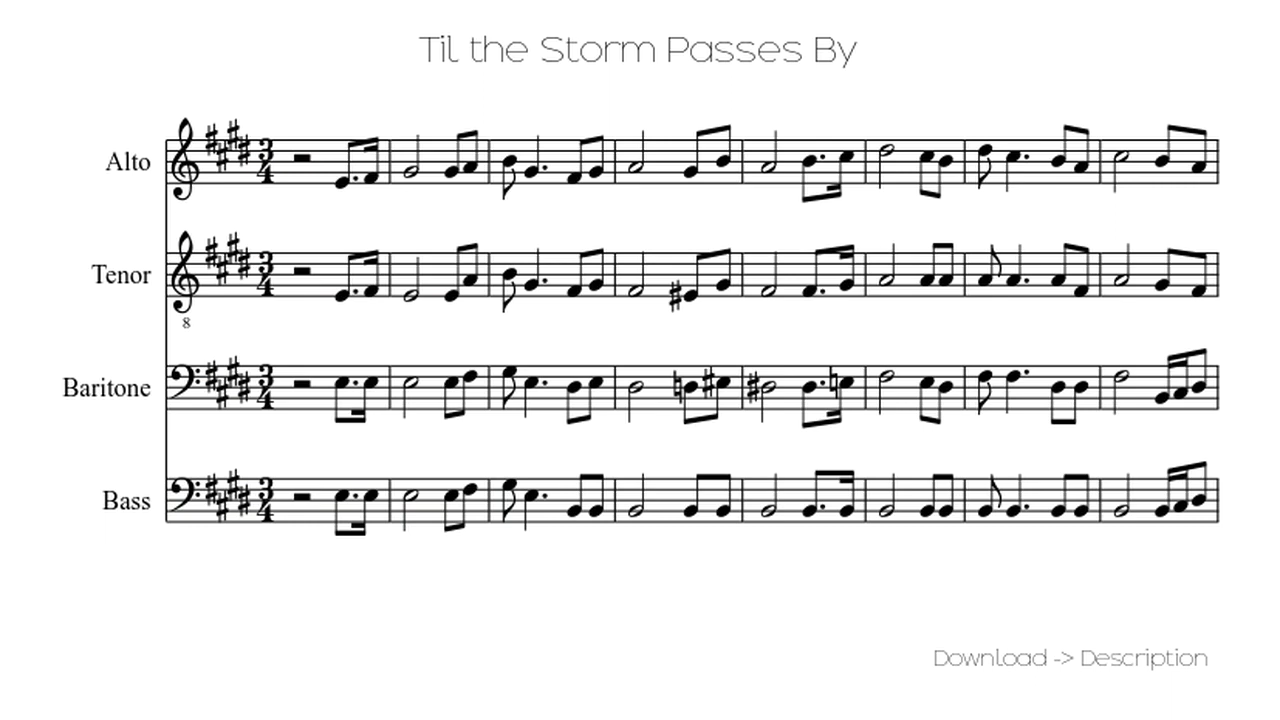 Til the Storm Passes By
Alto
Tenor
8
Baritone
Bass
Download -> Description